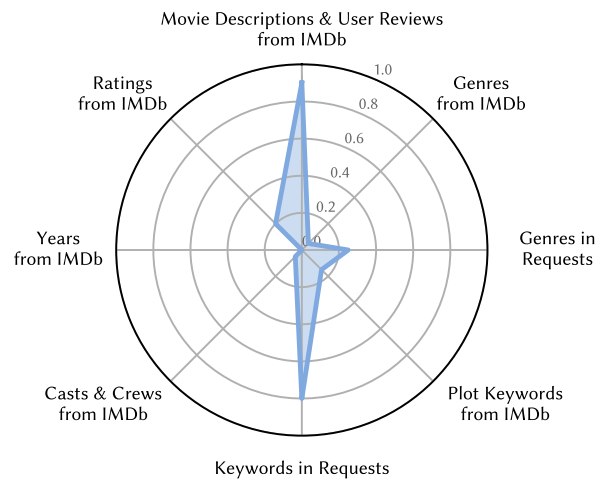 Movie Descriptions & User Reviews
from IMDb
Ratings
from IMDb
1.0
Genres
from IMDb
0.8
0.6
0.4
0.2
0.0
Years
from IMDb
Genres in
Requests
Casts & Crews
from IMDb
Plot Keywords
from IMDb
Keywords in Requests